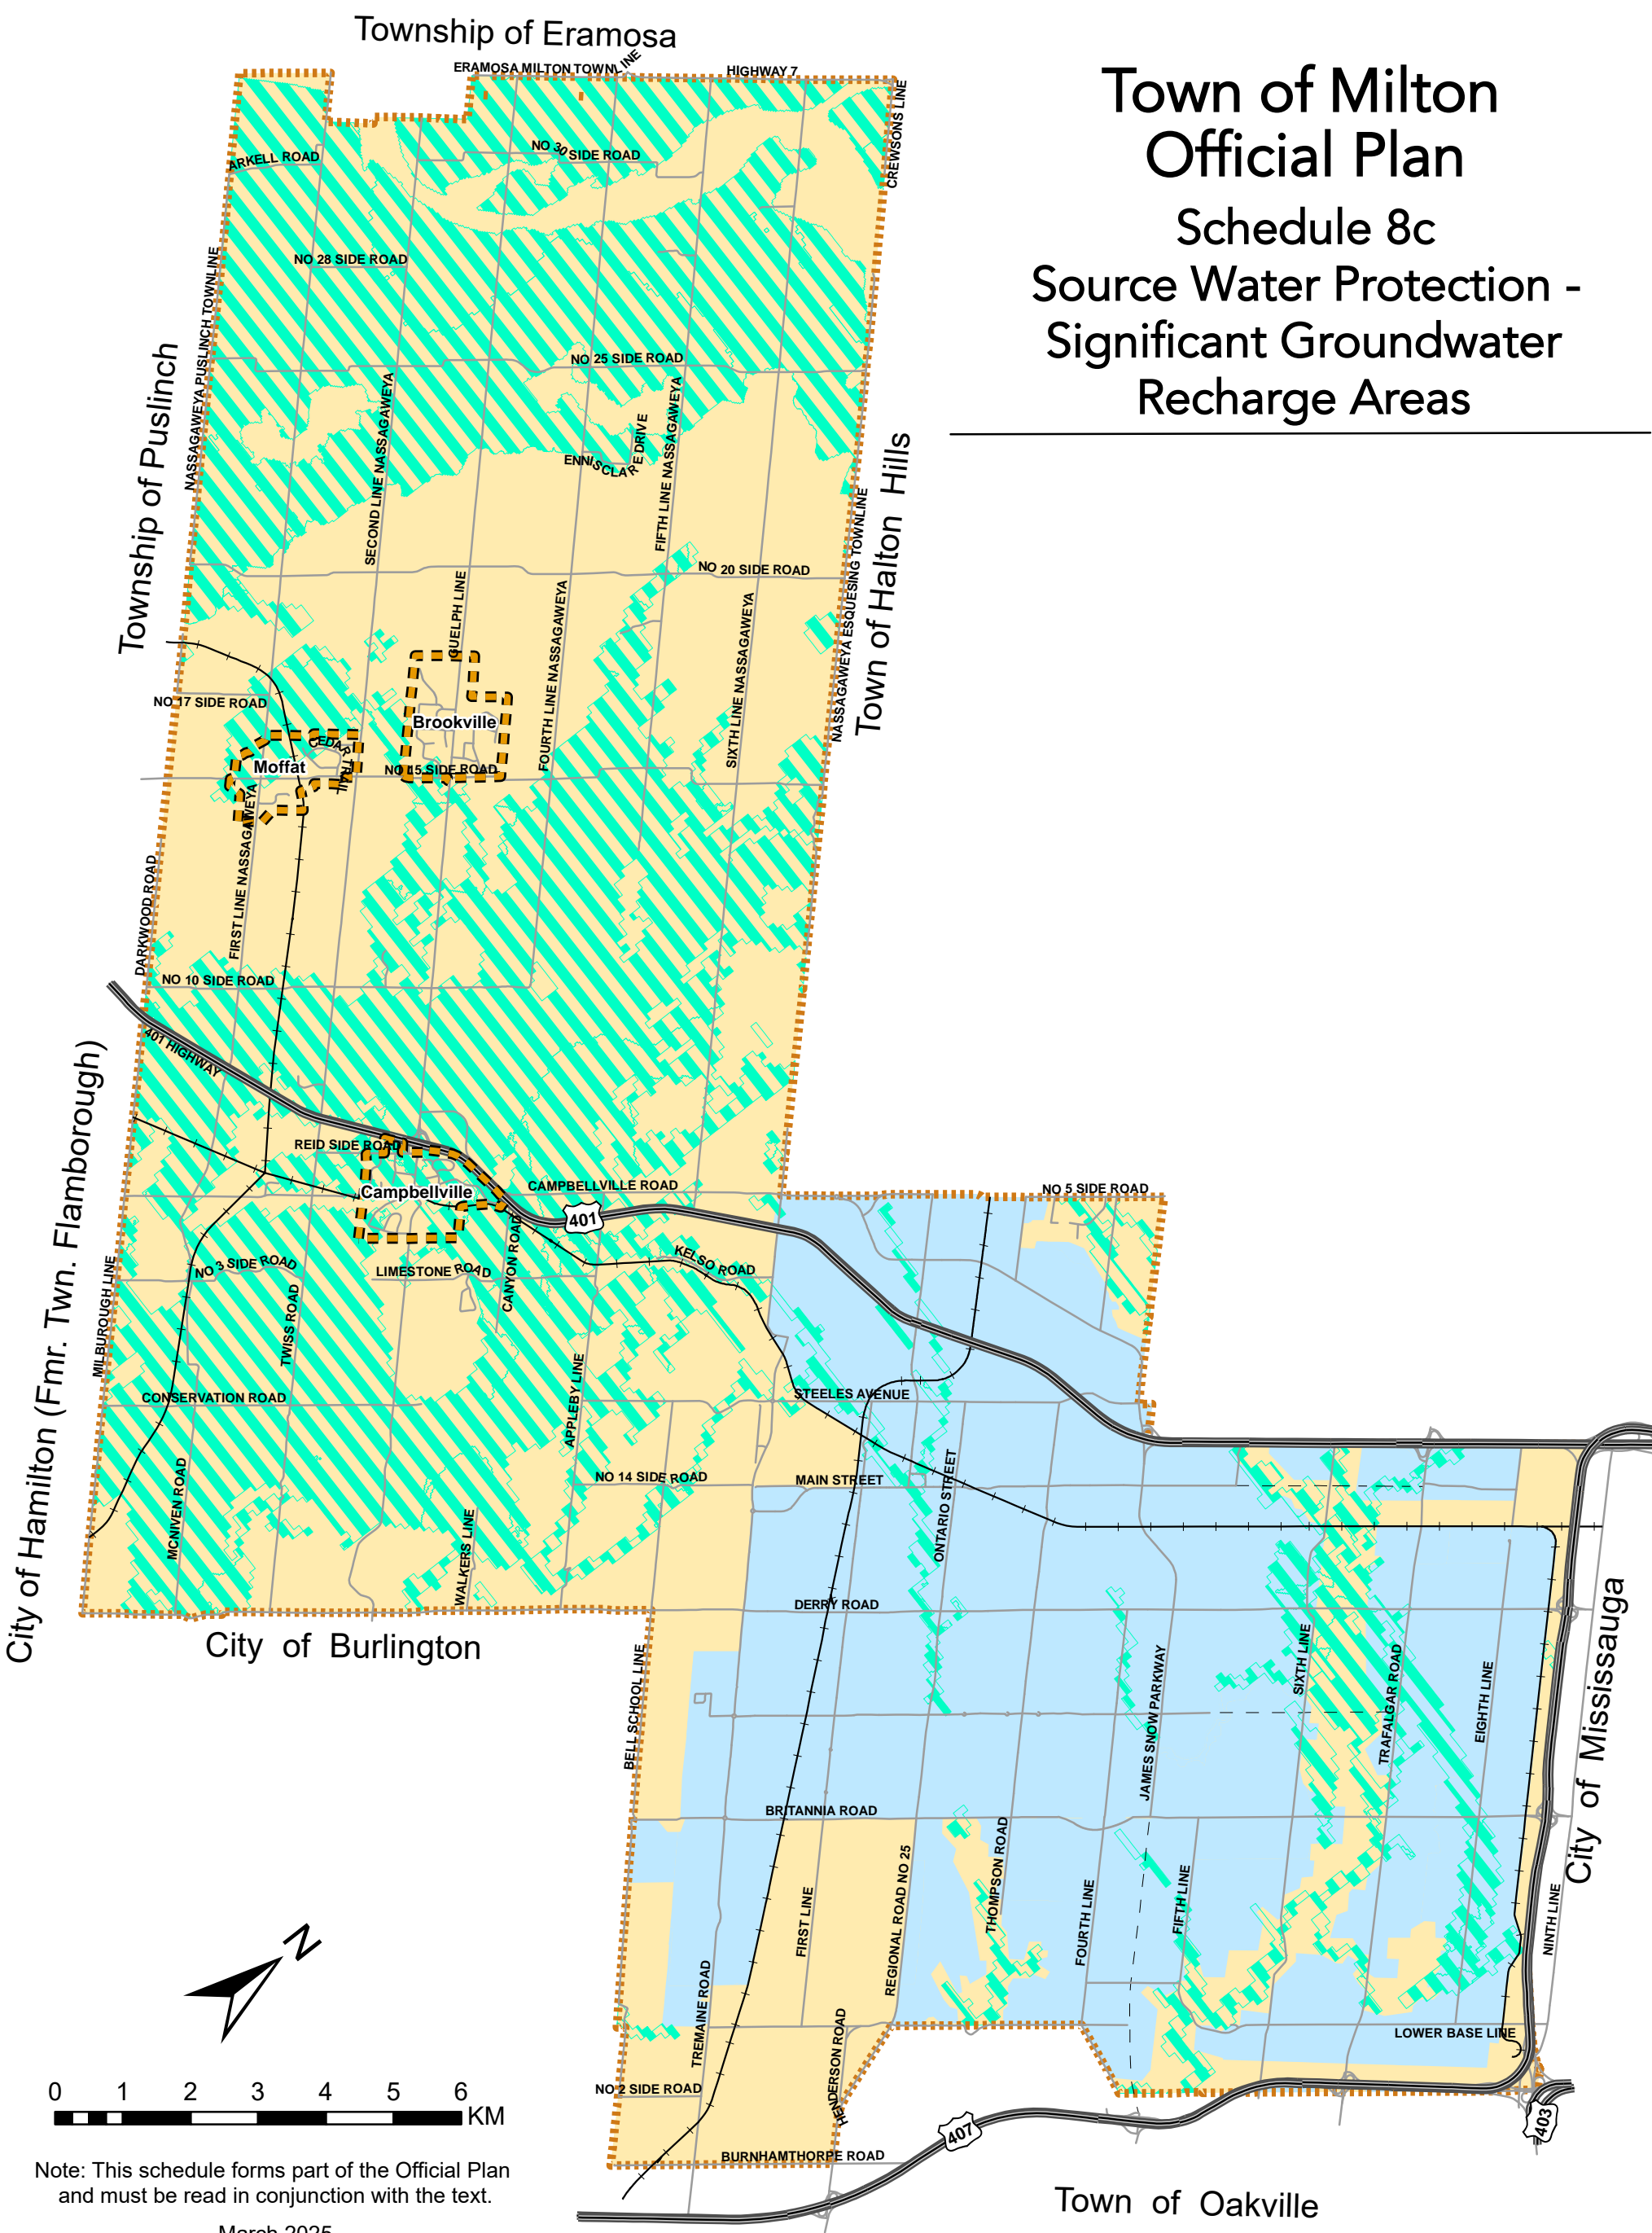 Township of Eramosa
Town of Milton
Official Plan
Schedule 8c
Source Water Protection -
Significant Groundwater
Recharge Areas
ERAMOSA MILTON TOWNLINE
HIGHWAY 7
CREWSONS LINE
NO 30 SIDE ROAD
ARKELL ROAD
NO 28 SIDE ROAD
NASSAGAWEYA PUSLINCH TOWNLINE
Township of Puslinch
NO 25 SIDE ROAD
SECOND LINE NASSAGAWEYA
ENNISCLARE DRIVE
FIFTH LINE NASSAGAWEYA
Town of Halton Hills
NASSAGAWEYA ESQUESING TOWNLINE
NO 20 SIDE ROAD
GUELPH LINE
FOURTH LINE NASSAGAWEYA
SIXTH LINE NASSAGAWEYA
NO 17 SIDE ROAD
Brookville
CEDAR TRAIL
Moffat
NO 15 SIDE ROAD
FIRST LINE NASSAGAWEYA
DARKWOOD ROAD
NO 10 SIDE ROAD
401 HIGHWAY
City of Hamilton (Fmr. Twn. Flamborough)
REID SIDE ROAD
Campbellville
CAMPBELLVILLE ROAD
NO 5 SIDE ROAD
401
KELSO ROAD
NO 3 SIDE ROAD
LIMESTONE ROAD
CANYON ROAD
MILBUROUGH LINE
TWISS ROAD
APPLEBY LINE
CONSERVATION ROAD
STEELES AVENUE
MCNIVEN ROAD
NO 14 SIDE ROAD
MAIN STREET
ONTARIO STREET
WALKERS LINE
DERRY ROAD
City of Burlington
BELL SCHOOL LINE
JAMES SNOW PARKWAY
SIXTH LINE
TRAFALGAR ROAD
EIGHTH LINE
City of Mississauga
BRITANNIA ROAD
FIRST LINE
REGIONAL ROAD NO 25
THOMPSON ROAD
FOURTH LINE
FIFTH LINE
NINTH LINE
N
TREMAINE ROAD
HENDERSON ROAD
LOWER BASE LINE
NO 2 SIDE ROAD
0 1 2 3 4 5 6
KM
407
403
BURNHAMTHORPE ROAD
Note: This schedule forms part of the Official Plan
and must be read in conjunction with the text.
Town of Oakville
March 2025